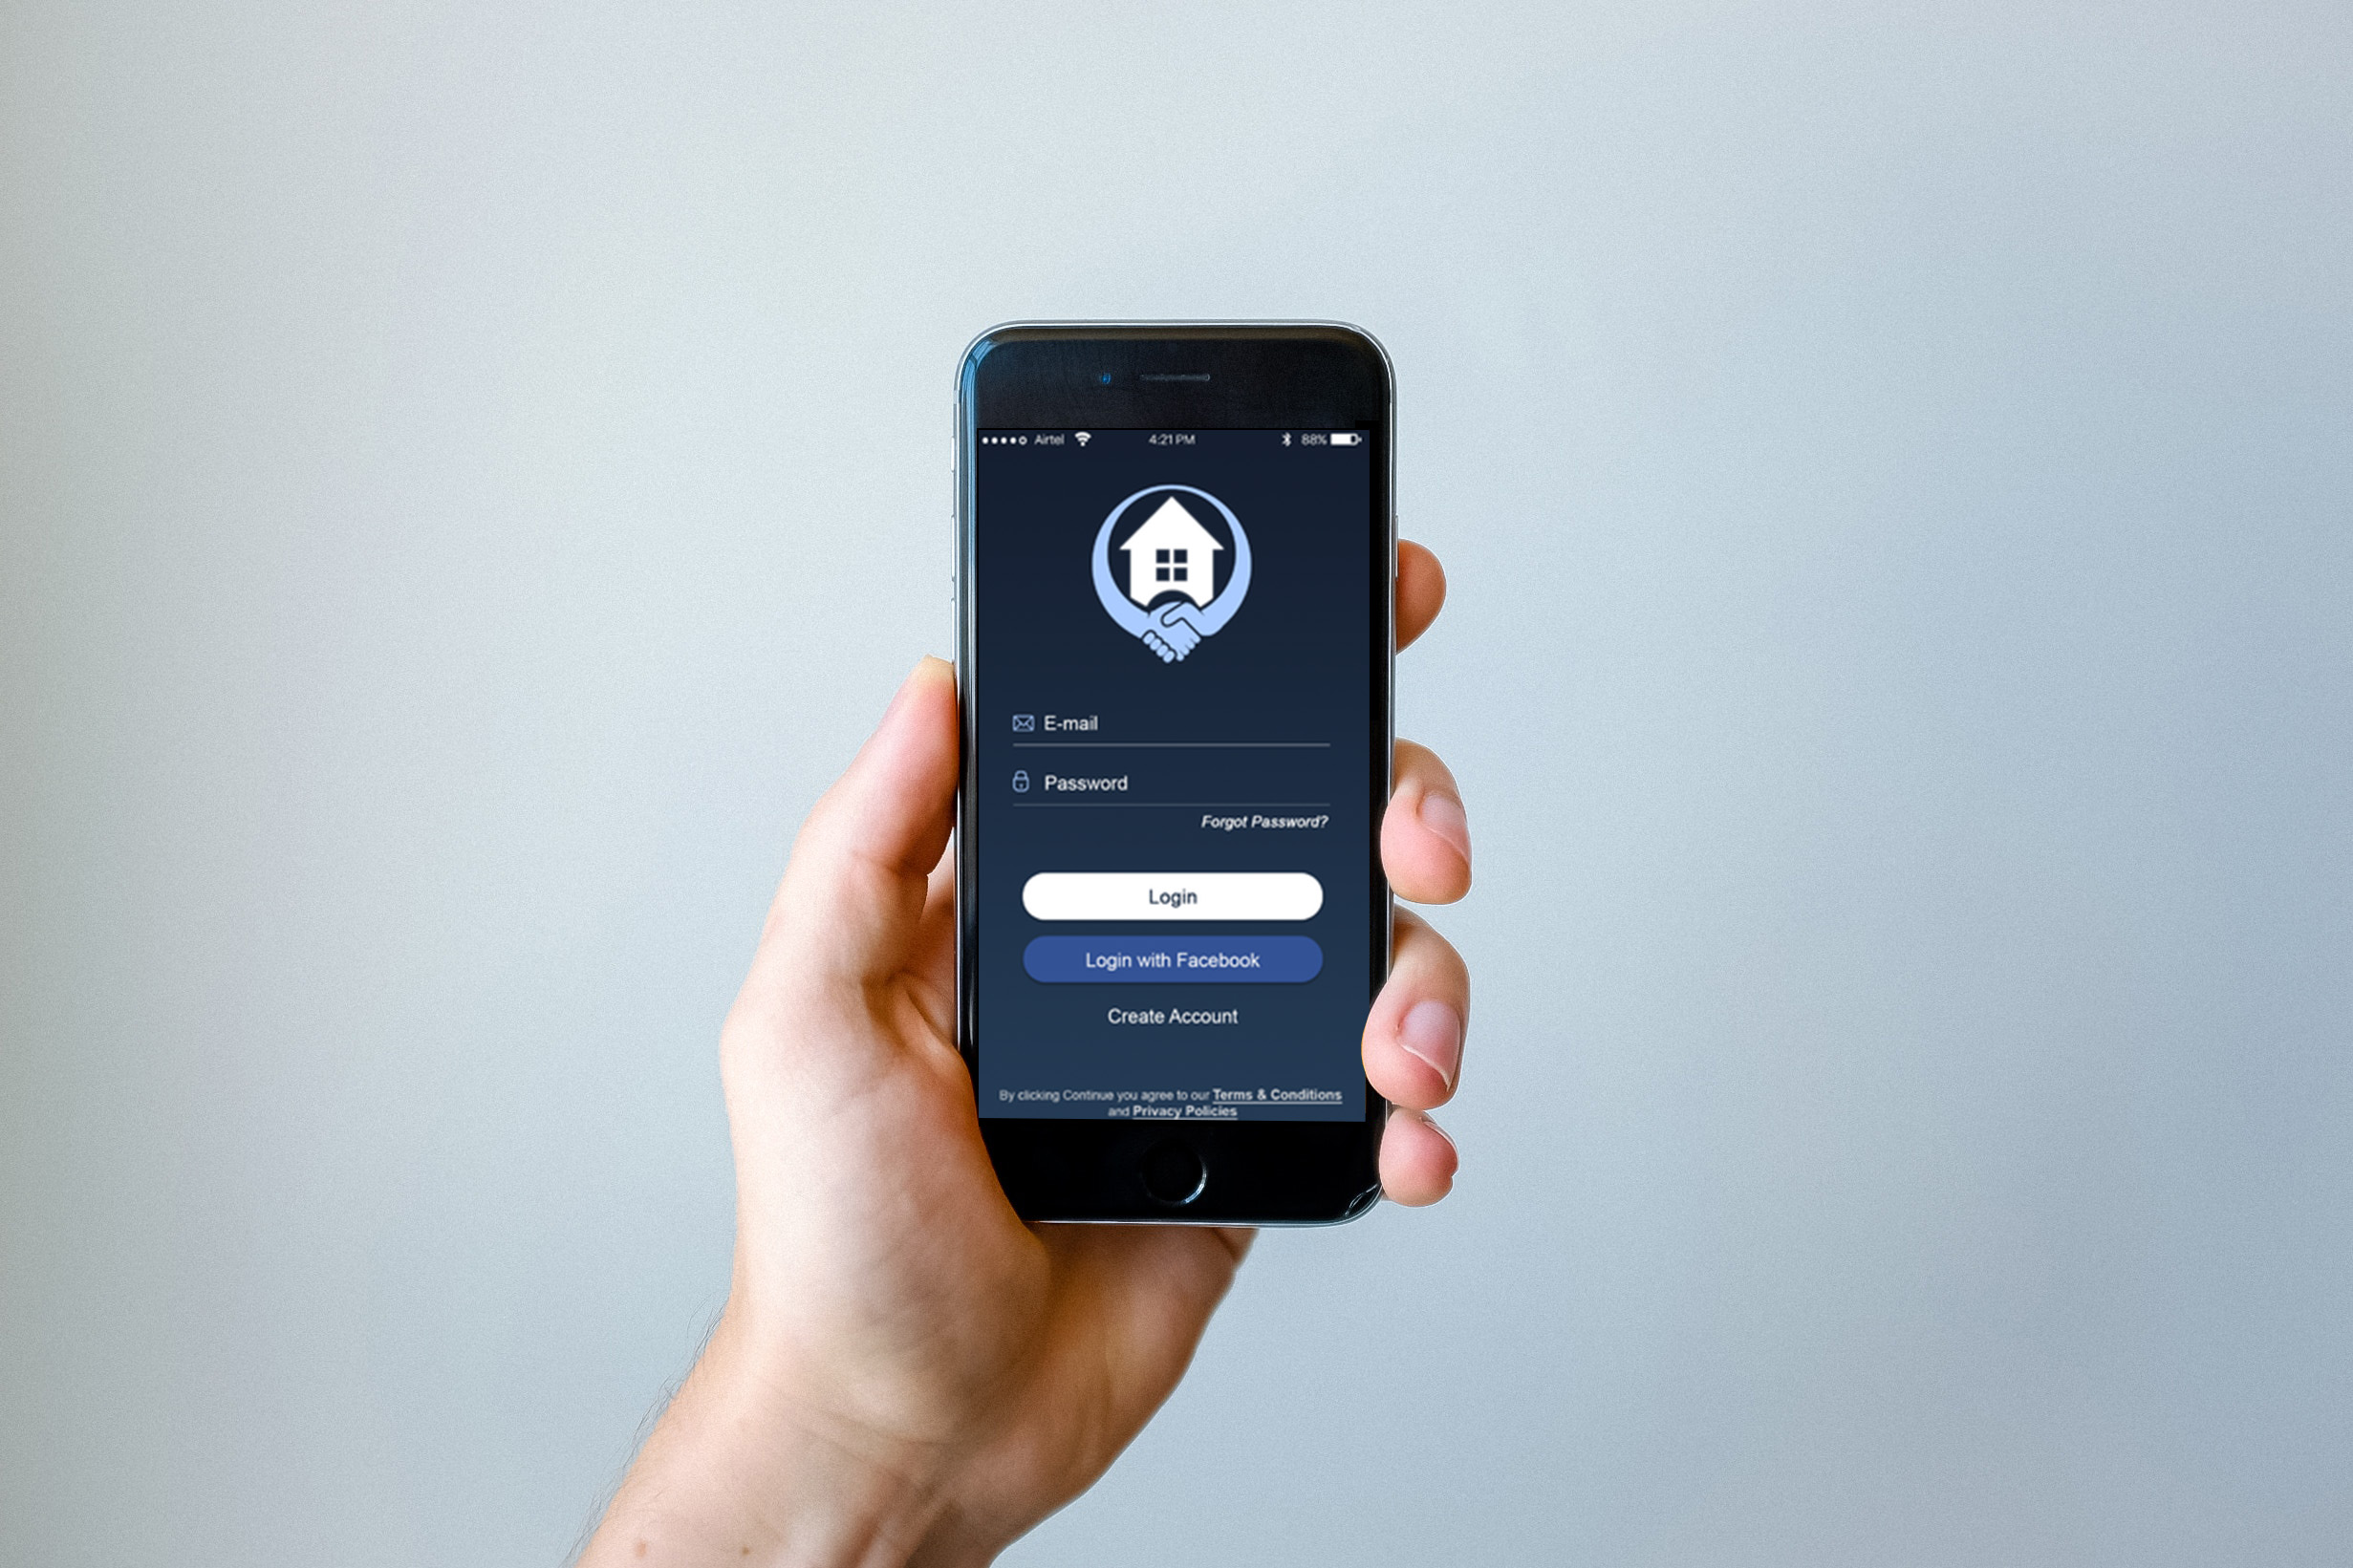 Airtel 4:21 PM 88%
E-mail
Password
Forgot Password?
Login
Login with Facebook
Create Account
By clicking Continue you agree to our Terms & Conditions
and Privacy Policies